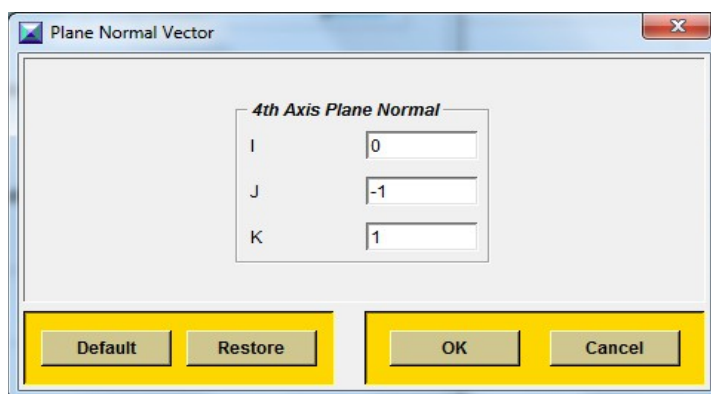 Plane Normal Vector
4th Axis Plane Normal
I 0
J -1
K 1
Default Restore OK Cancel